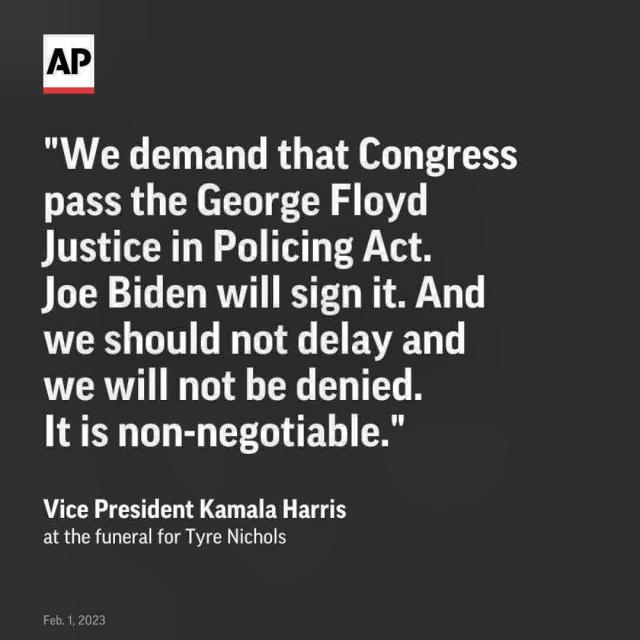 AP
"We demand that Congress
pass the George Floyd
Justice in Policing Act.
Joe Biden will sign it. And
we should not delay and
we will not be denied.
It is non-negotiable."
Vice President Kamala Harris
at the funeral for Tyre Nichols
Feb. 1, 2023